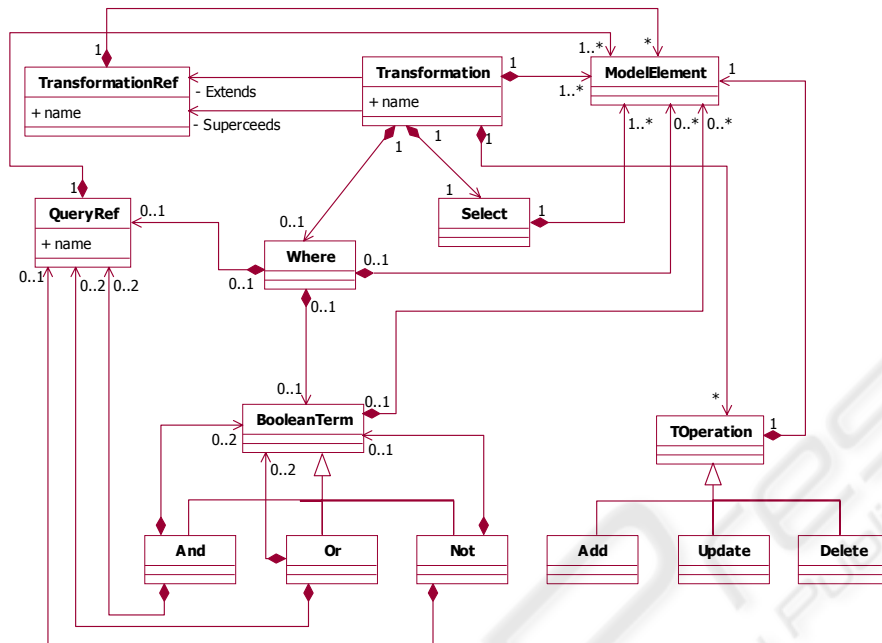 1
*
1..*
TransformationRef
+ name
- Extends
- Superceeds
Transformation
+ name
1
1..*
ModelElement
1
1
1
1
1..*
0..*
0..*
1
QueryRef
+ name
0..1
0..1
1
Select
1
0..1
Where
0..1
0..1
0..1
0..2
0..2
0..1
0..1
BooleanTerm
0..1
0..2
0..2
0..1
*
TOperation
1
And
Or
Not
Add
Update
Delete